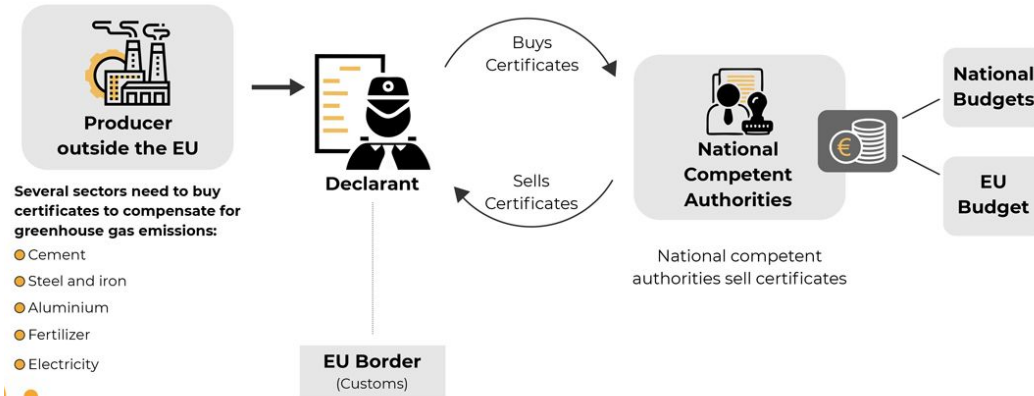 Producer
outside the EU
Several sectors need to buy
certificates to compensate for
greenhouse gas emissions:
Cement
Steel and iron
Aluminium
Fertilizer
Electricity
Declarant
EU Border
(Customs)
Buys
Certificates
Sells
Certificates
National
Competent
Authorities
National competent
authorities sell certificates
€
National
Budgets
EU
Budget